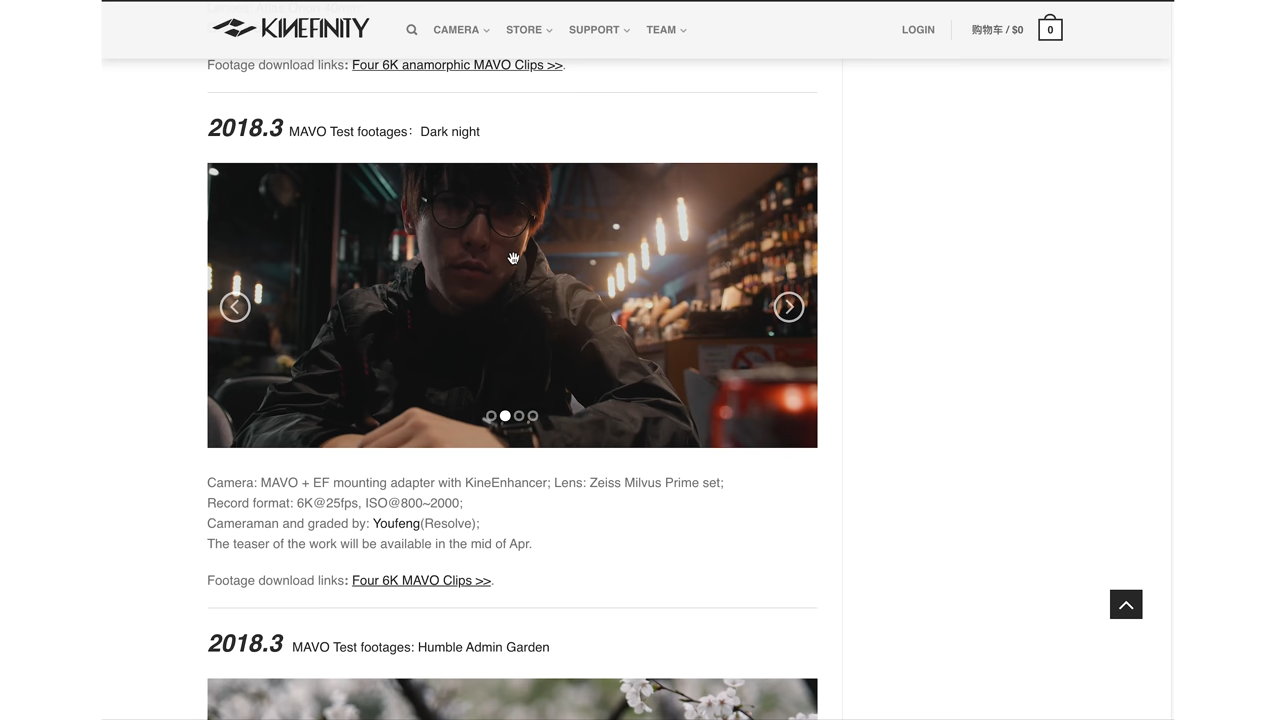 KINEFINITY
CAMERA
STORE
SUPPORT
TEAM
LOGIN
购物车 / $0
0
Footage download links: Four 6K anamorphic MAVO Clips >>.
2018.3 MAVO Test footages：Dark night
Camera: MAVO + EF mounting adapter with KineEnhancer; Lens: Zeiss Milvus Prime set;
Record format: 6K@25fps, ISO@800~2000;
Cameraman and graded by: Youfeng(Resolve);
The teaser of the work will be available in the mid of Apr.
Footage download links: Four 6K MAVO Clips >>.
2018.3 MAVO Test footages: Humble Admin Garden